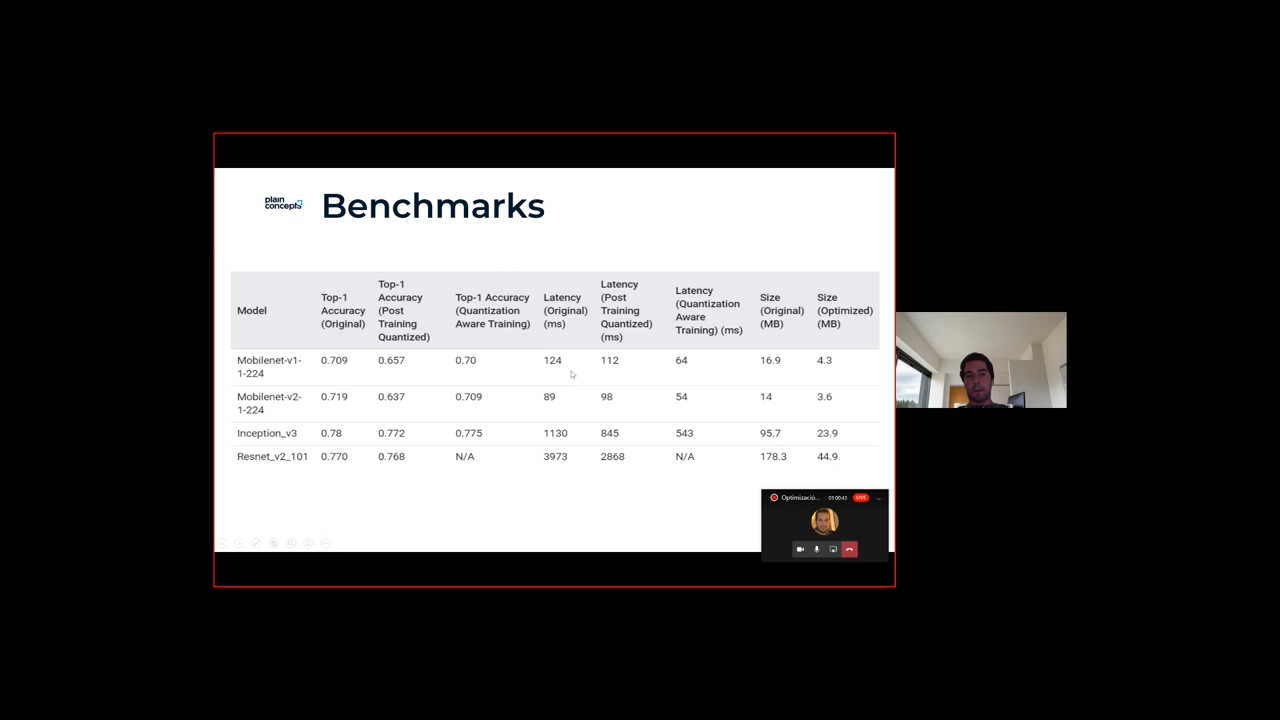 plain
concepts
Benchmarks
Model
Top-1 Accuracy (Original)
Top-1 Accuracy (Post Training Quantized)
Top-1 Accuracy (Quantization Aware Training)
Latency (Original) (ms)
Latency (Post Training Quantized) (ms)
Latency (Quantization Aware Training) (ms)
Size (Original) (MB)
Size (Optimized) (MB)
Mobilenet-v1-1-224 0.709 0.657 0.70 124 112 64 16.9 4.3
Mobilenet-v2-1-224 0.719 0.637 0.709 89 98 54 14 3.6
Inception_v3 0.78 0.772 0.775 1130 845 543 95.7 23.9
Resnet_v2_101 0.770 0.768 N/A 3973 2868 N/A 178.3 44.9
Optimizació... 01:00:43 LIVE ...